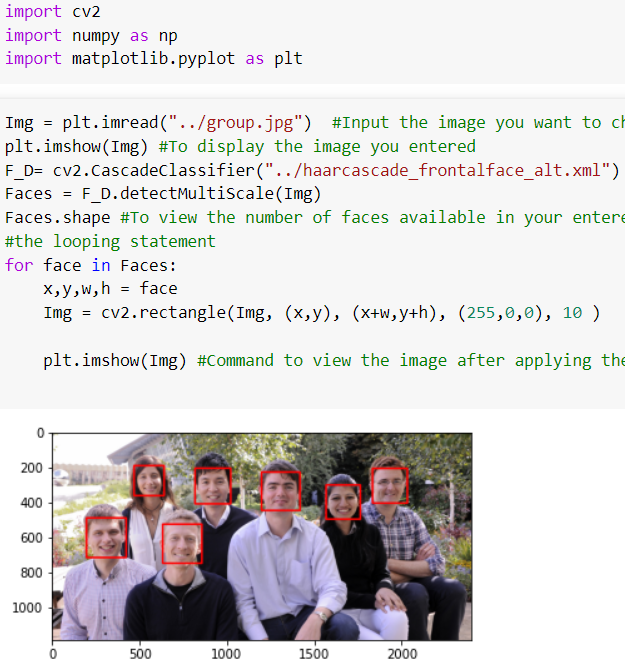 import cv2
import numpy as np
import matplotlib.pyplot as plt
Img = plt.imread("../group.jpg")  #Input the image you want to
plt.imshow(Img) #To display the image you entered
F_D= cv2.CascadeClassifier("../haarcascade_frontalface_alt.xml")
Faces = F_D.detectMultiScale(Img)
Faces.shape #To view the number of faces available in your
#the looping statement
for face in Faces:
    x,y,w,h = face
    Img = cv2.rectangle(Img, (x,y), (x+w,y+h), (255,0,0), 10 )
    plt.imshow(Img) #Command to view the image after applying
0
200
400
600
800
1000
0 500 1000 1500 2000